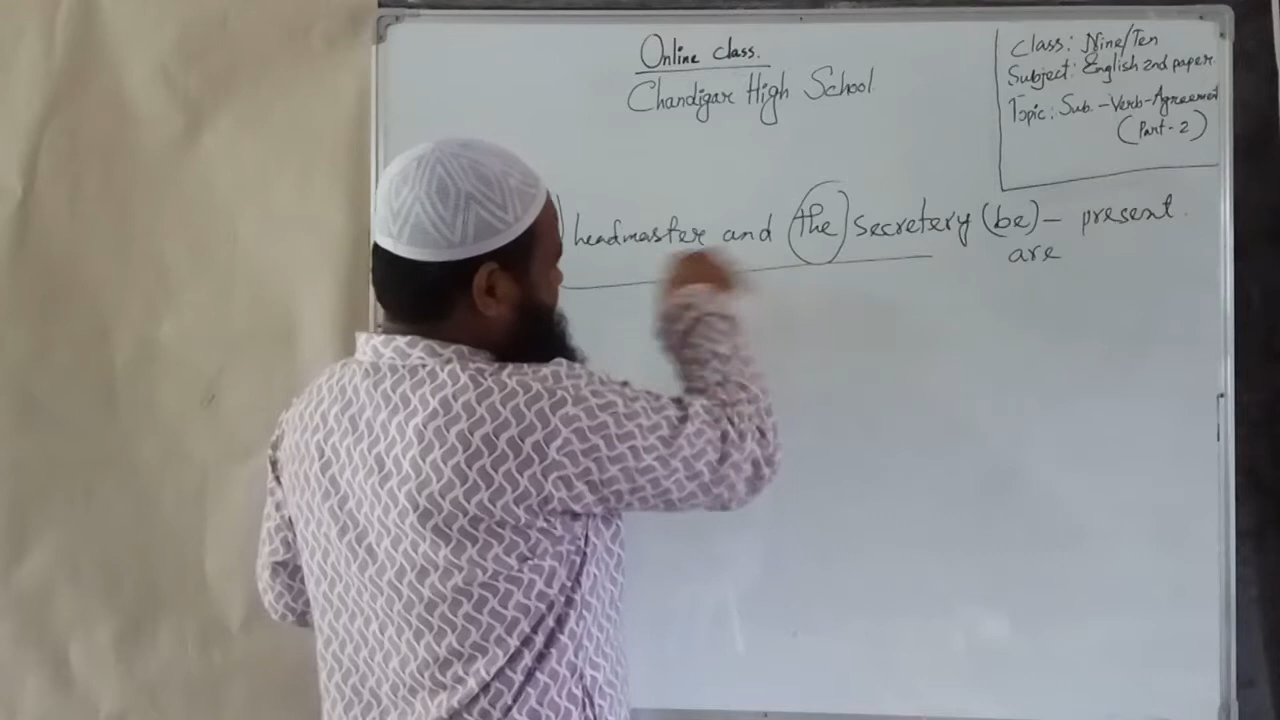 Online class.
Chandigar High School
Class: Nine/Ten
Subject: English 2nd paper.
Topic: Sub.-Verb-Agreement
(Part-2)
headmaster and the secretery (be) – present.
are